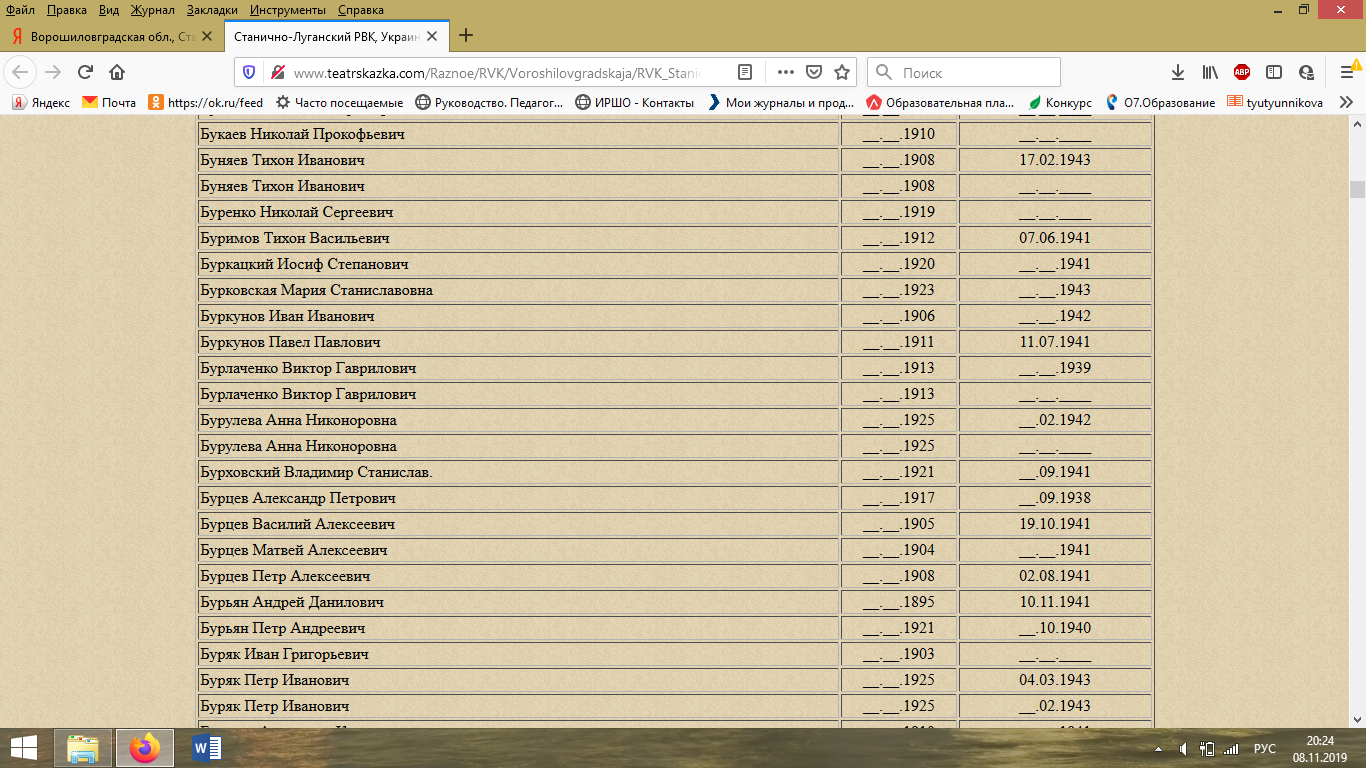 Файл Правка Вид Журнал Закладки Инструменты Справка
Ворошиловградская обл., Ста
Станично-Луганский РВК, Украин
www.teatrskazka.com/Raznoe/RVK/Voroshilovgradskaja/RVK_Stani
Поиск
ABP
Яндекс Почта https://ok.ru/feed Часто посещаемые Руководство. Педагог... ИРШО - Контакты Мои журналы и прод... Образовательная пла... Конкурс О7.Образование tyutyunnikova
Букаев Николай Прокофьевич __.__.1910 __.__.____
Буняев Тихон Иванович __.__.1908 17.02.1943
Буняев Тихон Иванович __.__.1908 __.__.____
Буренко Николай Сергеевич __.__.1919 __.__.____
Буримов Тихон Васильевич __.__.1912 07.06.1941
Буркацкий Иосиф Степанович __.__.1920 __.__.1941
Бурковская Мария Станиславовна __.__.1923 __.__.1943
Буркунов Иван Иванович __.__.1906 __.__.1942
Буркунов Павел Павлович __.__.1911 11.07.1941
Бурлаченко Виктор Гаврилович __.__.1913 __.__.1939
Бурлаченко Виктор Гаврилович __.__.1913 __.__.____
Бурулева Анна Никоноровна __.__.1925 __.02.1942
Бурулева Анна Никоноровна __.__.1925 __.__.____
Бурховский Владимир Станислав. __.__.1921 __.09.1941
Бурцев Александр Петрович __.__.1917 __.09.1938
Бурцев Василий Алексеевич __.__.1905 19.10.1941
Бурцев Матвей Алексеевич __.__.1904 __.__.1941
Бурцев Петр Алексеевич __.__.1908 02.08.1941
Бурьян Андрей Данилович __.__.1895 10.11.1941
Бурьян Петр Андреевич __.__.1921 __.10.1940
Буряк Иван Григорьевич __.__.1903 __.__.____
Буряк Петр Иванович __.__.1925 04.03.1943
Буряк Петр Иванович __.__.1925 __.02.1943
РУС
20:24
08.11.2019